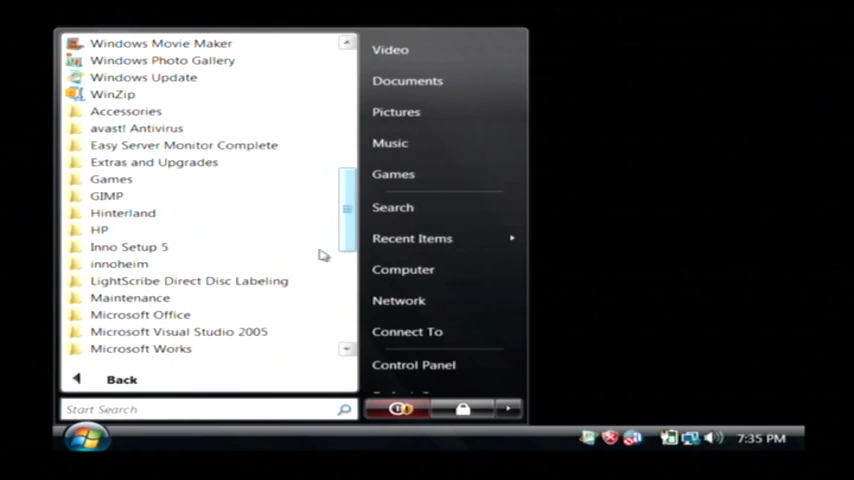 Windows Movie Maker
Windows Photo Gallery
Windows Update
WinZip
Accessories
avast! Antivirus
Easy Server Monitor Complete
Extras and Upgrades
Games
GIMP
Hinterland
HP
Inno Setup 5
innoheim
LightScribe Direct Disc Labeling
Maintenance
Microsoft Office
Microsoft Visual Studio 2005
Microsoft Works
Back
Start Search
Video
Documents
Pictures
Music
Games
Search
Recent Items
Computer
Network
Connect To
Control Panel
7:35 PM